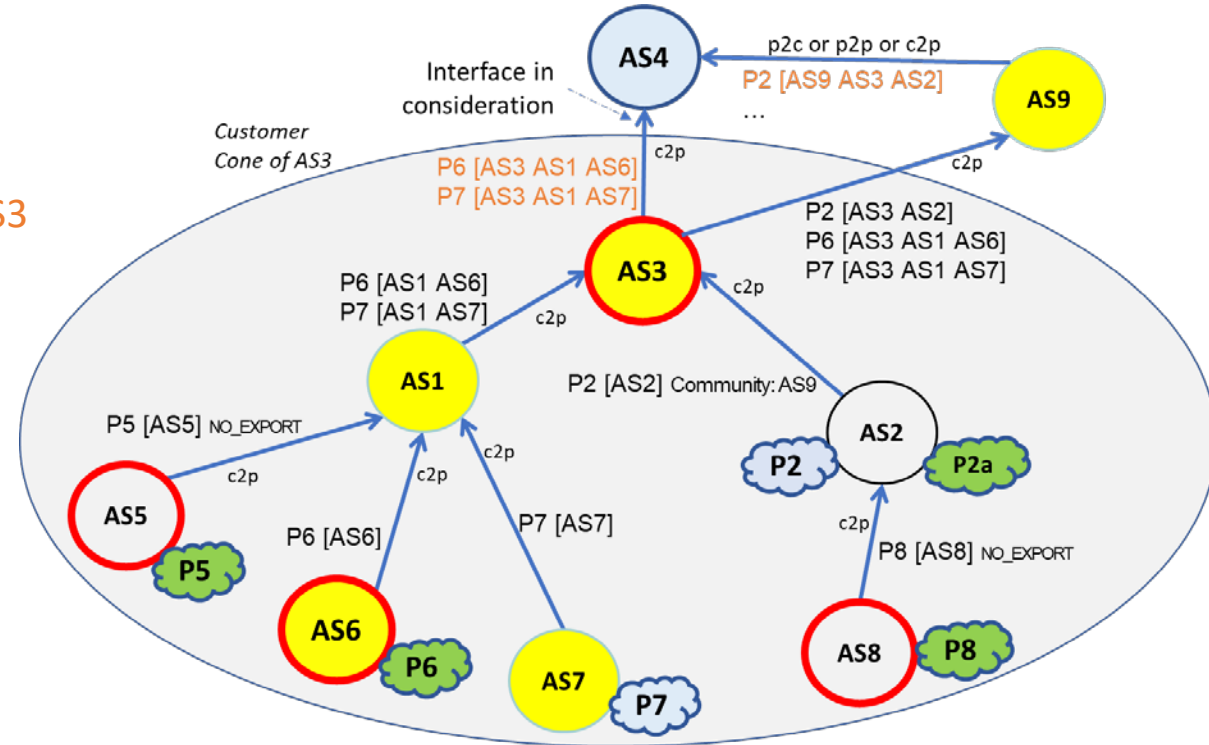 AS4
p2c or p2p or c2p
P2 [AS9 AS3 AS2]
...
AS9
Interface in
consideration
Customer
Cone of AS3
c2p
c2p
P6 [AS3 AS1 AS6]
P7 [AS3 AS1 AS7]
S3
P2 [AS3 AS2]
P6 [AS3 AS1 AS6]
P7 [AS3 AS1 AS7]
AS3
P6 [AS1 AS6]
P7 [AS1 AS7]
c2p
c2p
AS1
P2 [AS2] Community: AS9
P5 [AS5] NO_EXPORT
c2p
AS2
P2
P2a
c2p
c2p
AS5
P5
P6 [AS6]
P7 [AS7]
c2p
P8 [AS8] NO_EXPORT
AS6
P6
AS7
P7
AS8
P8